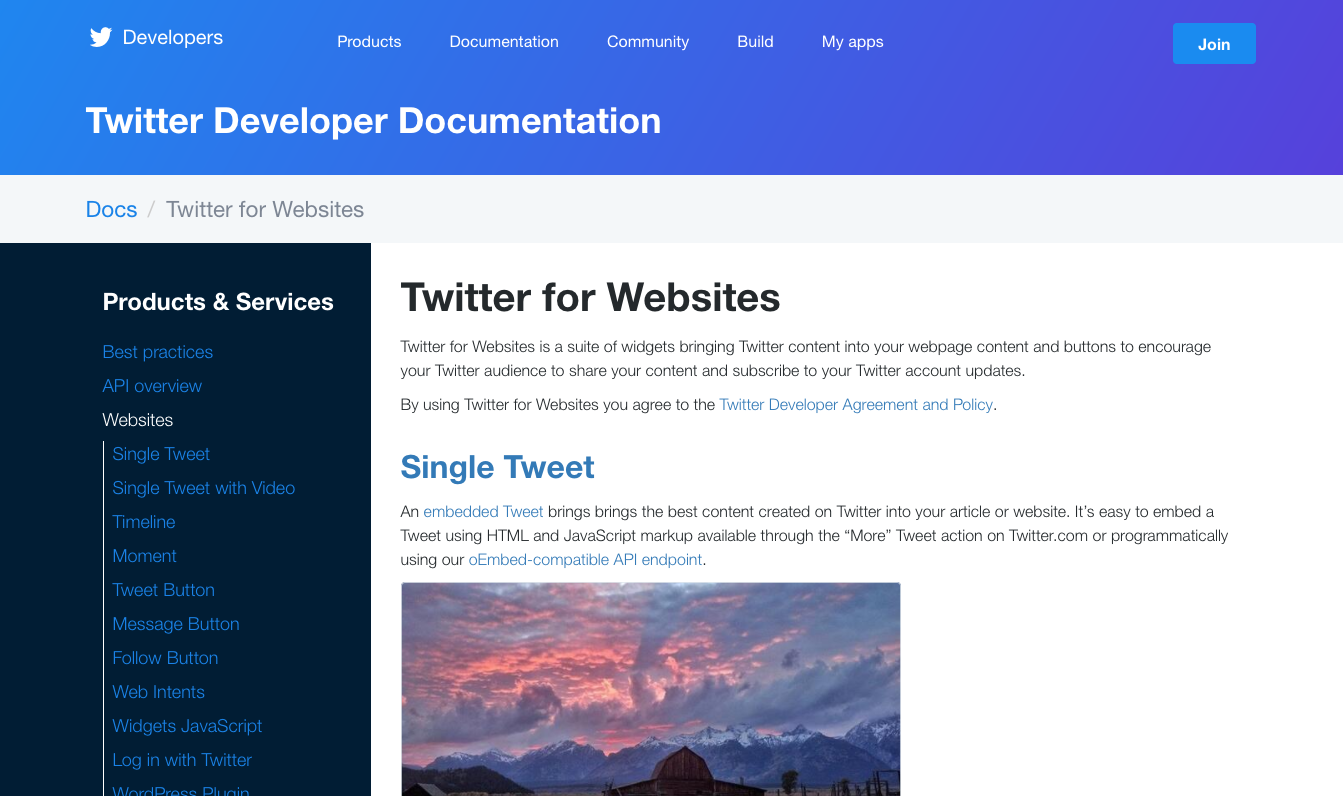 Developers
Products
Documentation
Community
Build
My apps
Join
Twitter Developer Documentation
Docs / Twitter for Websites
Products & Services
Best practices
API overview
Websites
Single Tweet
Single Tweet with Video
Timeline
Moment
Tweet Button
Message Button
Follow Button
Web Intents
Widgets JavaScript
Log in with Twitter
WordPress Plugin
Twitter for Websites
Twitter for Websites is a suite of widgets bringing Twitter content into your webpage content and buttons to encourage
your Twitter audience to share your content and subscribe to your Twitter account updates.
By using Twitter for Websites you agree to the Twitter Developer Agreement and Policy.
Single Tweet
An embedded Tweet brings brings the best content created on Twitter into your article or website. It’s easy to embed a
Tweet using HTML and JavaScript markup available through the “More” Tweet action on Twitter.com or programmatically
using our oEmbed-compatible API endpoint.